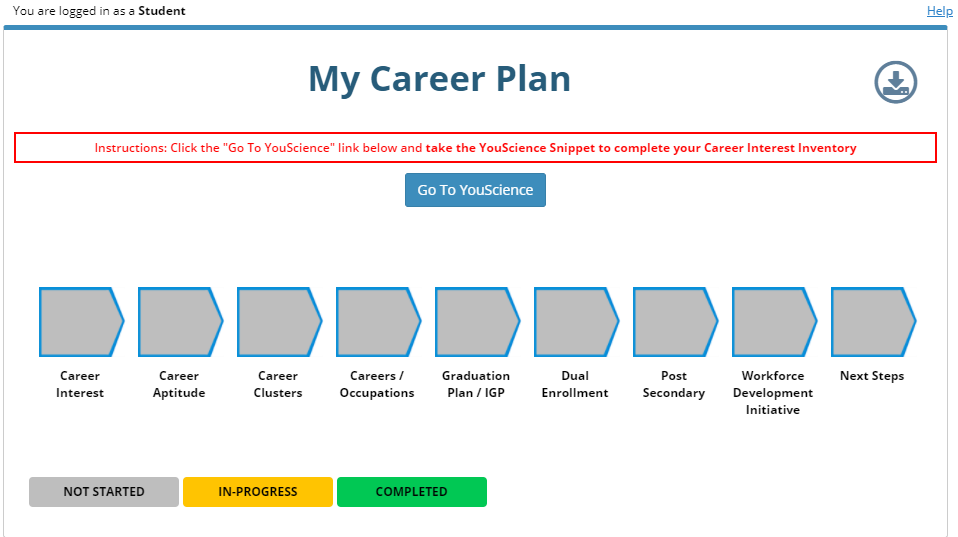 You are logged in as a Student
Help
My Career Plan
Instructions: Click the "Go To YouScience" link below and take the YouScience Snippet to complete your Career Interest Inventory
Go To YouScience
Career
Interest
Career
Aptitude
Career
Clusters
Careers /
Occupations
Graduation
Plan / IGP
Dual
Enrollment
Post
Secondary
Workforce
Development
Initiative
Next Steps
NOT STARTED
IN-PROGRESS
COMPLETED